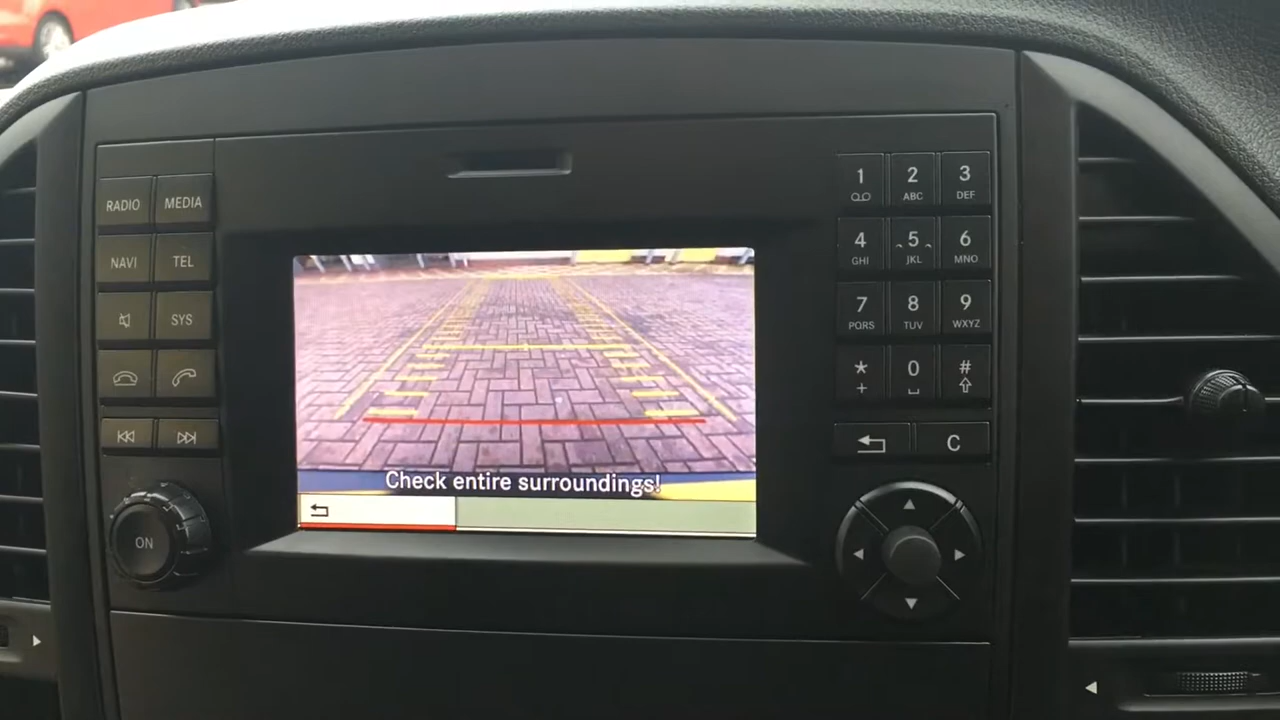 RADIO MEDIA
NAVI TEL
SYS
ON
Check entire surroundings!
1 2 3
ABC DEF
4 5 6
GHI JKL MNO
7 8 9
PQRS TUV WXYZ
* 0 #
+
C